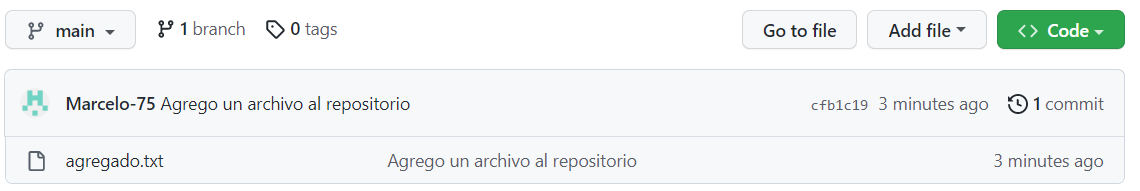 main 1 branch 0 tags Go to file Add file Code
Marcelo-75 Agrego un archivo al repositorio cfb1c19 3 minutes ago 1 commit
agregado.txt Agrego un archivo al repositorio 3 minutes ago